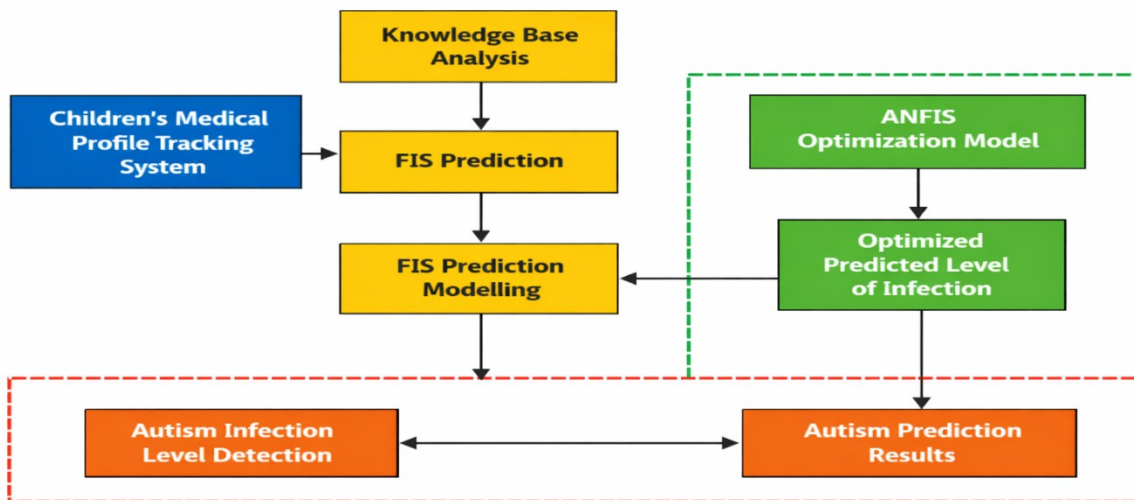 Knowledge Base
Analysis
Children's Medical
Profile Tracking
System
FIS Prediction
FIS Prediction
Modelling
ANFIS
Optimization Model
Optimized
Predicted Level
of Infection
Autism Infection
Level Detection
Autism Prediction
Results